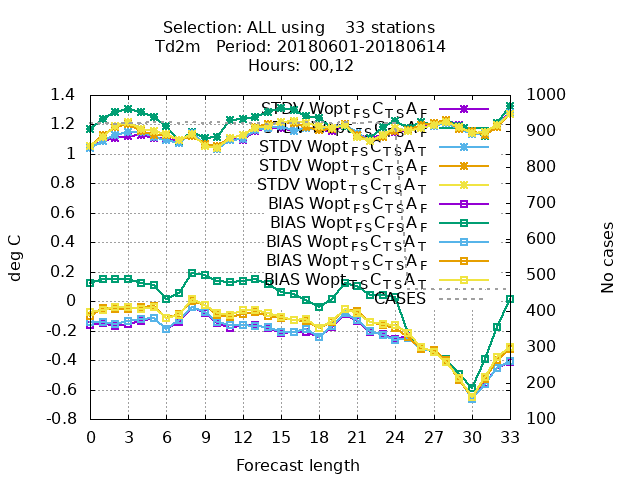 Selection: ALL using 33 stations
Td2m Period: 20180601-20180614
Hours: 00,12
STDV Wopt FS C TS A F
STDV Wopt FS C FS A F
STDV Wopt FS C TS A T
STDV Wopt TS C TS A F
STDV Wopt TS C TS A T
BIAS Wopt FS C TS A F
BIAS Wopt FS C FS A F
BIAS Wopt FS C TS A T
BIAS Wopt TS C TS A F
BIAS Wopt TS C TS A T
CASES
1.4
1.2
1
0.8
0.6
0.4
0.2
0
-0.2
-0.4
-0.6
-0.8
deg C
1000
900
800
700
600
500
400
300
200
100
No cases
0 3 6 9 12 15 18 21 24 27 30 33
Forecast length